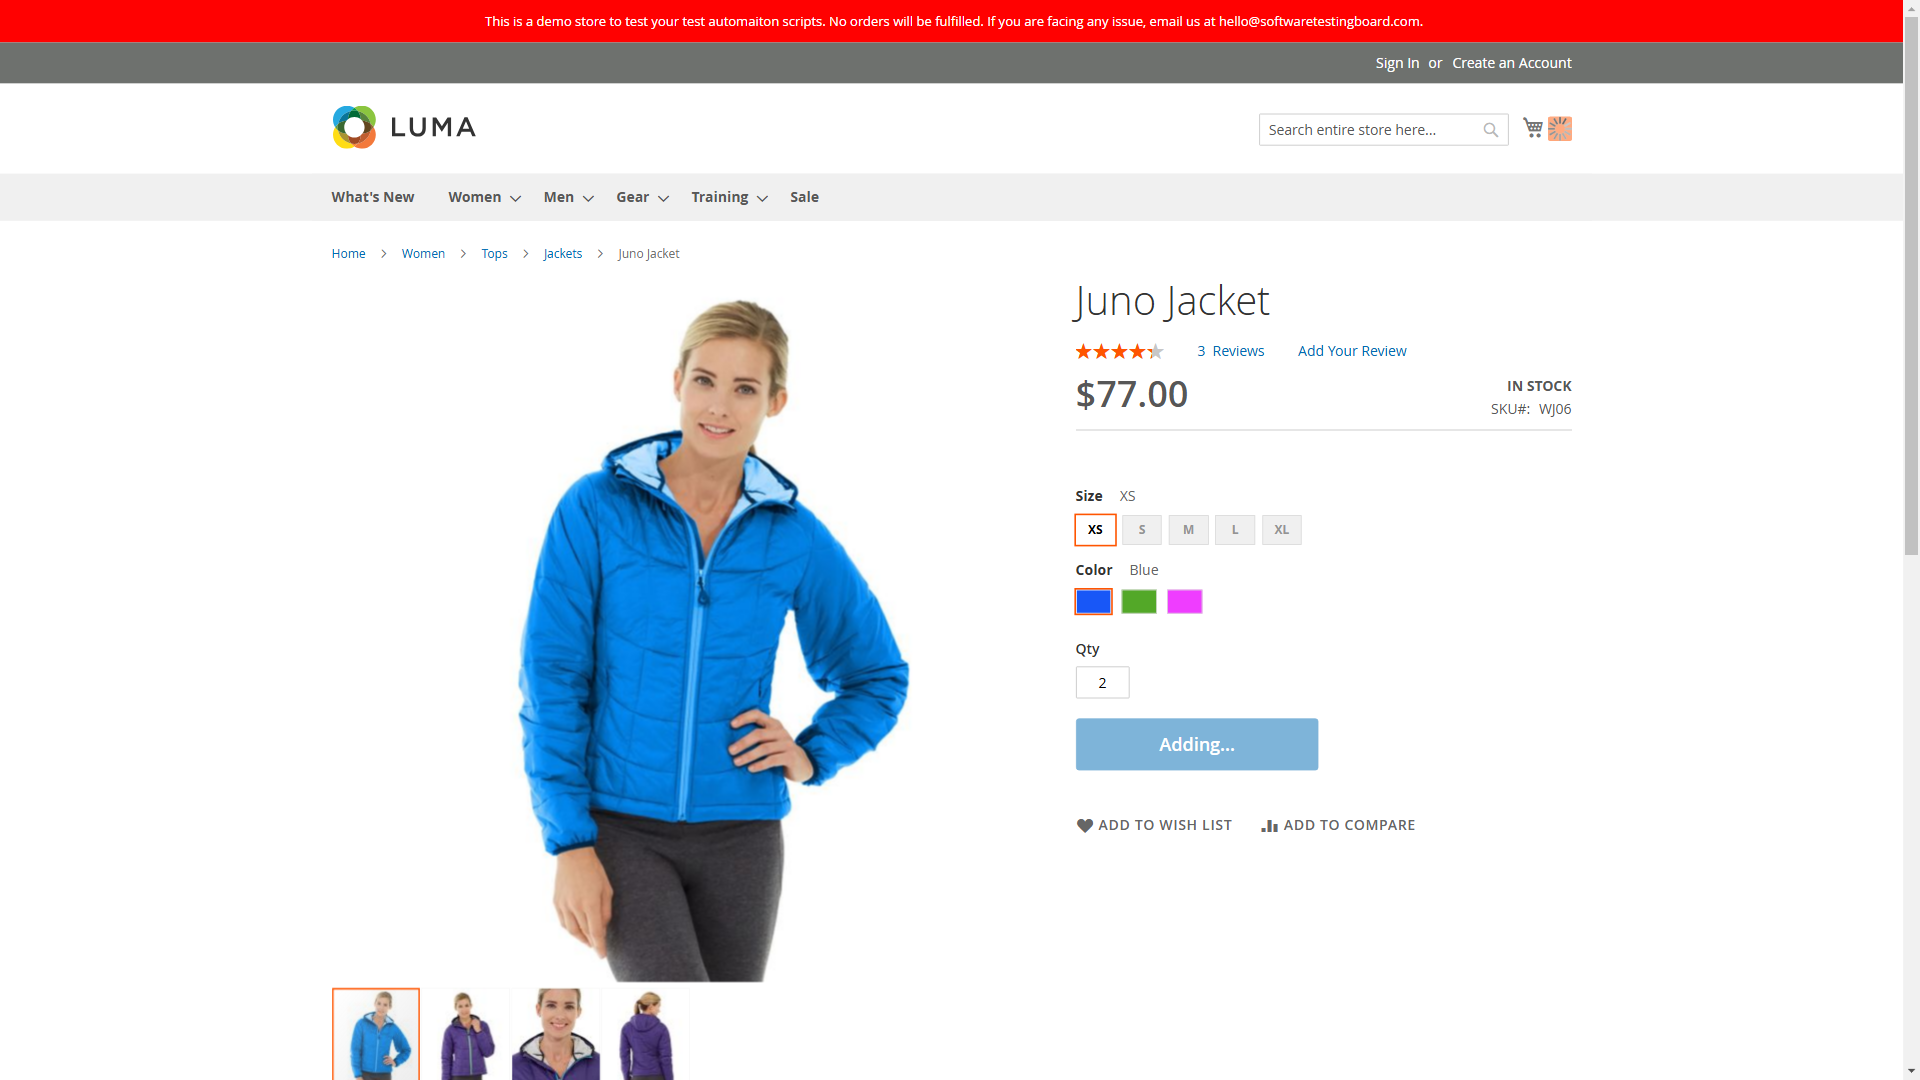 This is a demo store to test your test automaiton scripts. No orders will be fulfilled. If you are facing any issue, email us at hello@softwaretestingboard.com.
Sign In or Create an Account
LUMA
Search entire store here...
What's New Women Men Gear Training Sale
Home Women Tops Jackets Juno Jacket
Juno Jacket
3 Reviews Add Your Review
$77.00
IN STOCK
SKU#: WJ06
Size XS
XS S M L XL
Color Blue
Qty
2
Adding...
ADD TO WISH LIST ADD TO COMPARE